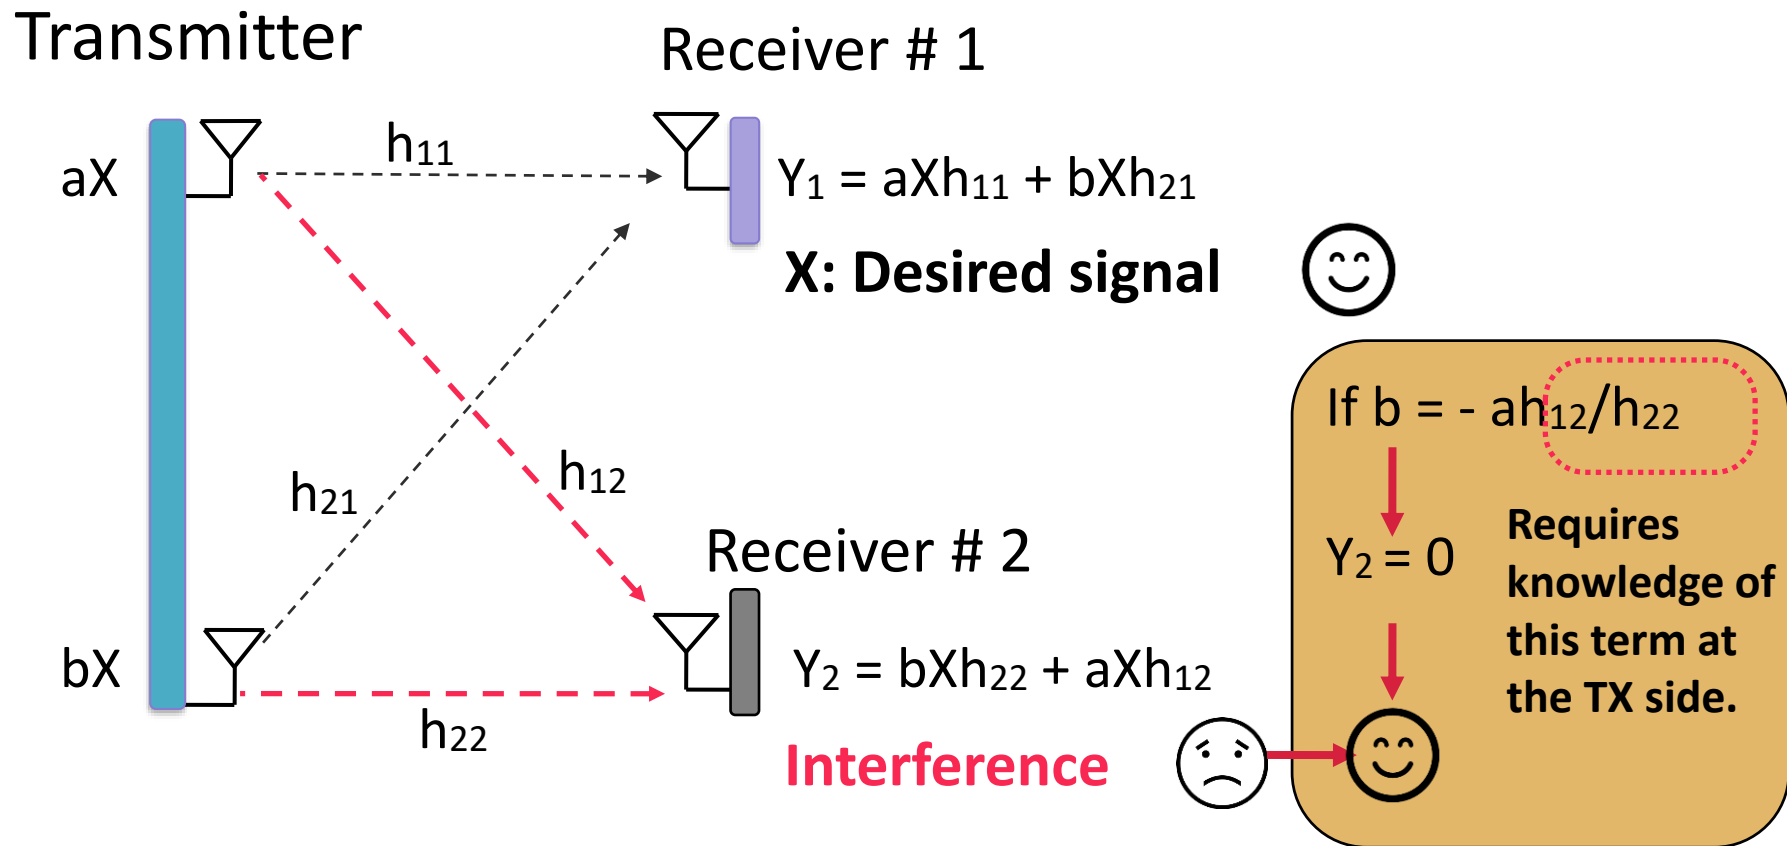 Transmitter
Receiver # 1
aX
h11
Y1 = aXh11 + bXh21
X: Desired signal
If b = - ah12/h22
h21
h12
Requires
knowledge of
this term at
the TX side.
Y2 = 0
Receiver # 2
bX
h22
Y2 = bXh22 + aXh12
Interference